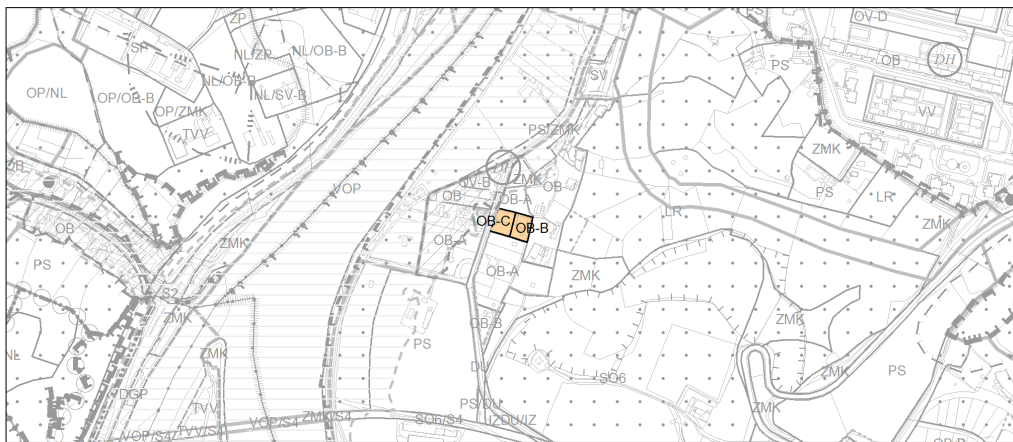 ZP
SP
NL/ZP
NL/OB-B
OP/NL
OP/OB-B
NL/OB-B
NL/SV-B
OP/ZMK
TVV
PS
OV-D
OB
DH
PS
VV
SV
PS/ZMK
ZMK
PS
LR
VOP
OV-B
ZMK
OB
OB
OB-A
LR
ZMK
OB
ZMK
OB-A
OB-C
OB-B
PS
OB-A
ZMK
S2
ZMK
OB-B
ZMK
ZMK
PS
NL
DU
SO6
ZMK
PS
DGP
TVV
ZMK
VOP/S4
TVV/S4
VOP/S4
ZMK/S4
SO6/S4
PS/DU
IZDU/IZ